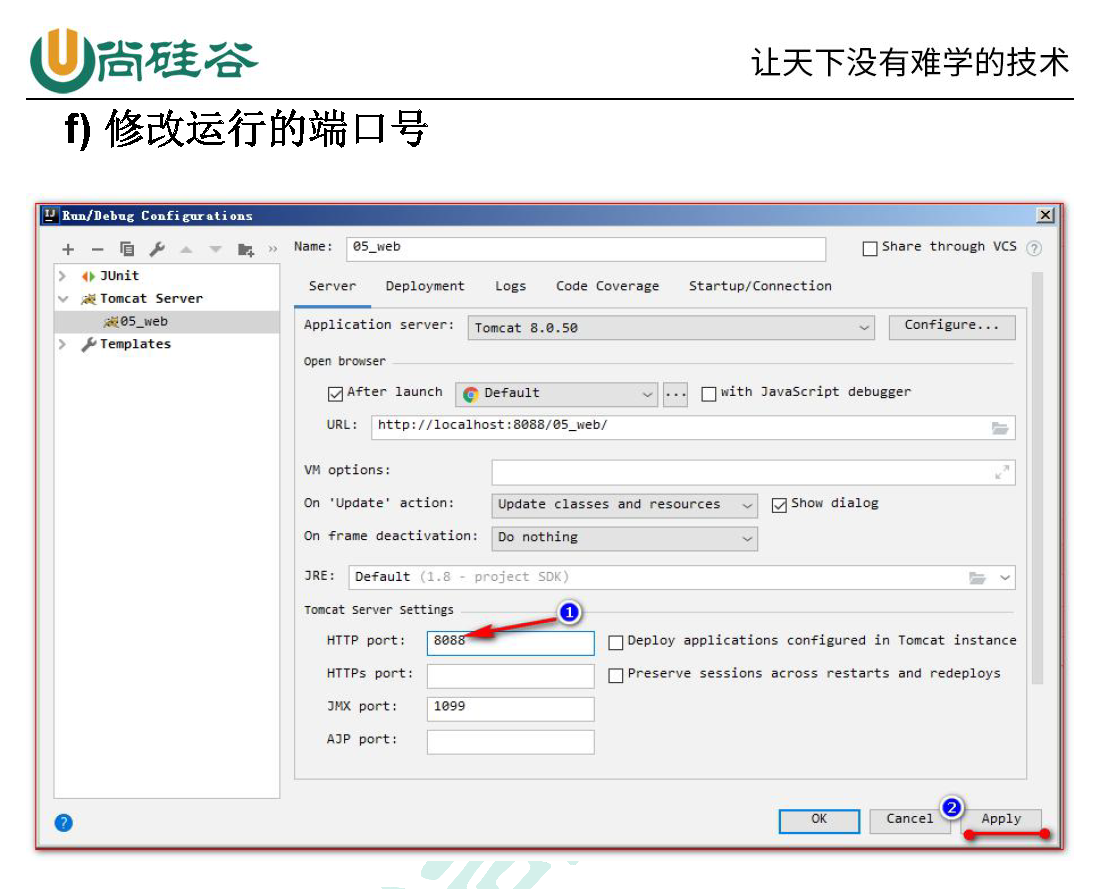 尚硅谷
让天下没有难学的技术
f) 修改运行的端口号
Run/Debug Configurations
Name: 05_web
Share through VCS ?
JUnit
Tomcat Server
05_web
Templates
Server Deployment Logs Code Coverage Startup/Connection
Application server: Tomcat 8.0.50 Configure...
Open browser
After launch Default ... with JavaScript debugger
URL: http://localhost:8088/05_web/
VM options:
On 'Update' action: Update classes and resources Show dialog
On frame deactivation: Do nothing
JRE: Default (1.8 - project SDK)
Tomcat Server Settings 1
HTTP port: 8088 Deploy applications configured in Tomcat instance
HTTPs port: Preserve sessions across restarts and redeploys
JMX port: 1099
AJP port:
? OK Cancel 2 Apply